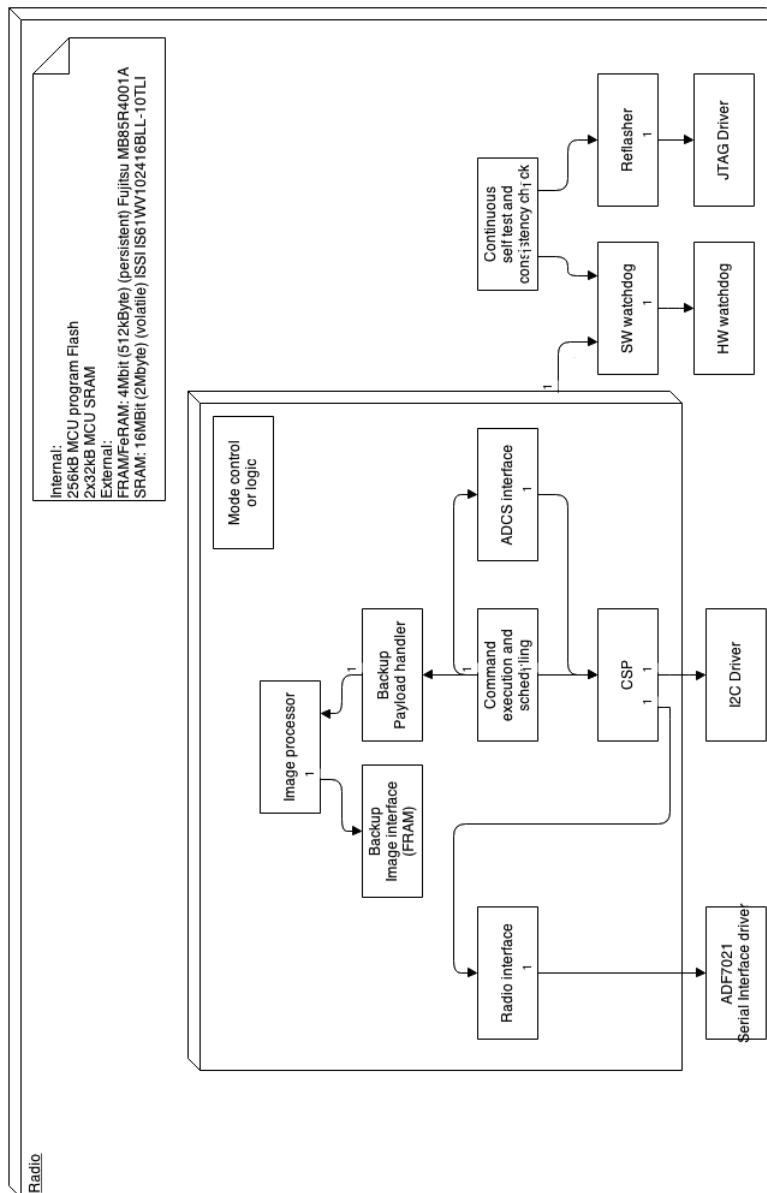 Radio
Internal:
256kB MCU program Flash
2x32kB MCU SRAM
External:
FRAM/FeRAM: 4Mbit (512kByte) (persistent) Fujitsu MB85R4001A
SRAM: 16MBit (2Mbyte) (volatile) ISSI IS61WV102416BLL-10TLI
Mode control
or logic
Image processor
1
Backup
Image interface
(FRAM)
Backup
Payload handler
1
Radio interface
1
Command
execution and
scheduling
1
ADCS interface
1
Continuous
self test and
consistency check
1
1
1
CSP
1
1
SW watchdog
1
Reflasher
1
ADF7021
Serial Interface driver
I2C Driver
HW watchdog
JTAG Driver